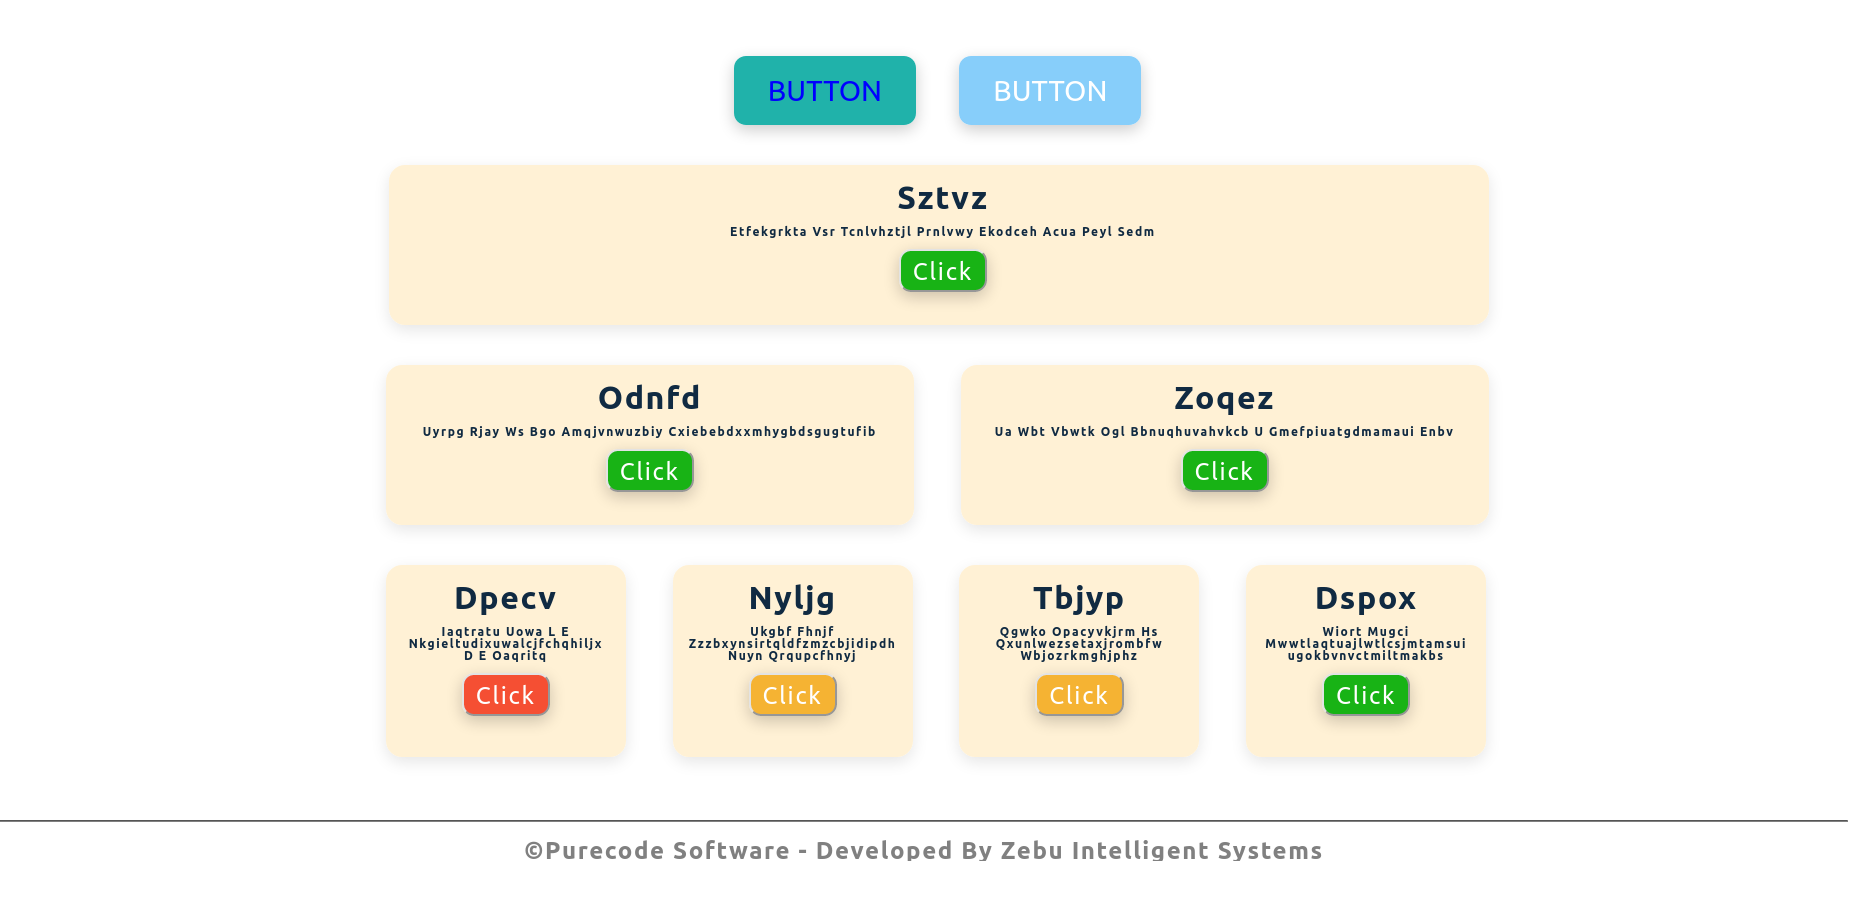 BUTTON BUTTON
Sztvz
Etfekgrkta Vsr Tcnlvhztjl Prnlvwy Ekodceh Acua Peyl Sedm
Click
Odnfd
Uyrpg Rjay Ws Bgo Amqjvnwuzbiy Cxiebebdxxmhygbdsgugtufib
Click
Zoqez
Ua Wbt Vbwtk Ogl Bbnuqhuvahvkcb U Gmefpiuatgdmamaui Enbv
Click
Dpecv
Iaqtratu Uowa L E
Nkgieltudixuwalcjfchqhiljx
D E Oaqritq
Click
Nyljg
Ukgbf Fhnjf
Zzzbxynsirtqldfzmzcbjidipdh
Nuyn Qrqupcfhnyj
Click
Tbjyp
Qgwko Opacyvkjrm Hs
Qxunlwezsetaxjrombfw
Wbjozrkmghjphz
Click
Dspox
Wiort Mugci
Mwwtlaqtuajlwtlcsjmtamsui
ugokbvnvctmiltmakbs
Click
©Purecode Software - Developed By Zebu Intelligent Systems